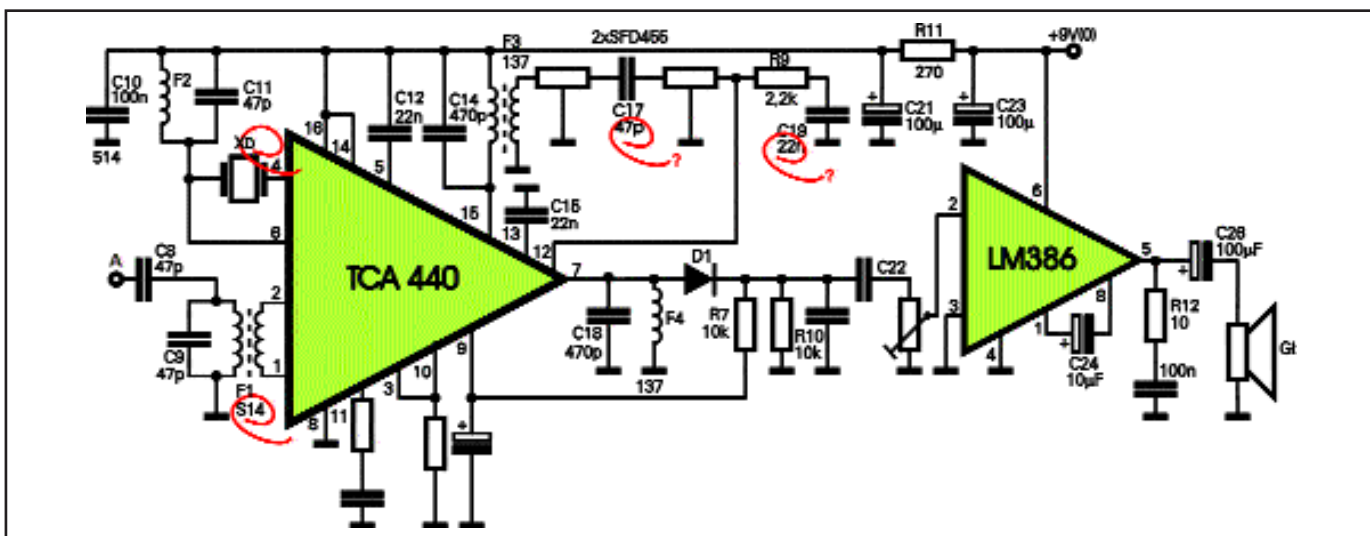 F3
137
2xSFD455
R11
270
+9V(0)
C10
100n
514
F2
C11
47p
C12
22n
C14
470p
C17
47p
?
R9
2,2k
C19
22n
?
C21
100µ
C23
100µ
XD
16
14
4
5
6
15
13
C15
22n
12
A
C8
47p
TCA 440
7
D1
C22
2
LM386
6
5
C26
100µF
2
1
C9
47p
F1
S14
8
11
3
10
9
C18
470p
F4
R7
10k
R10
10k
137
3
4
1
8
C24
10µF
R12
10
100n
Gł